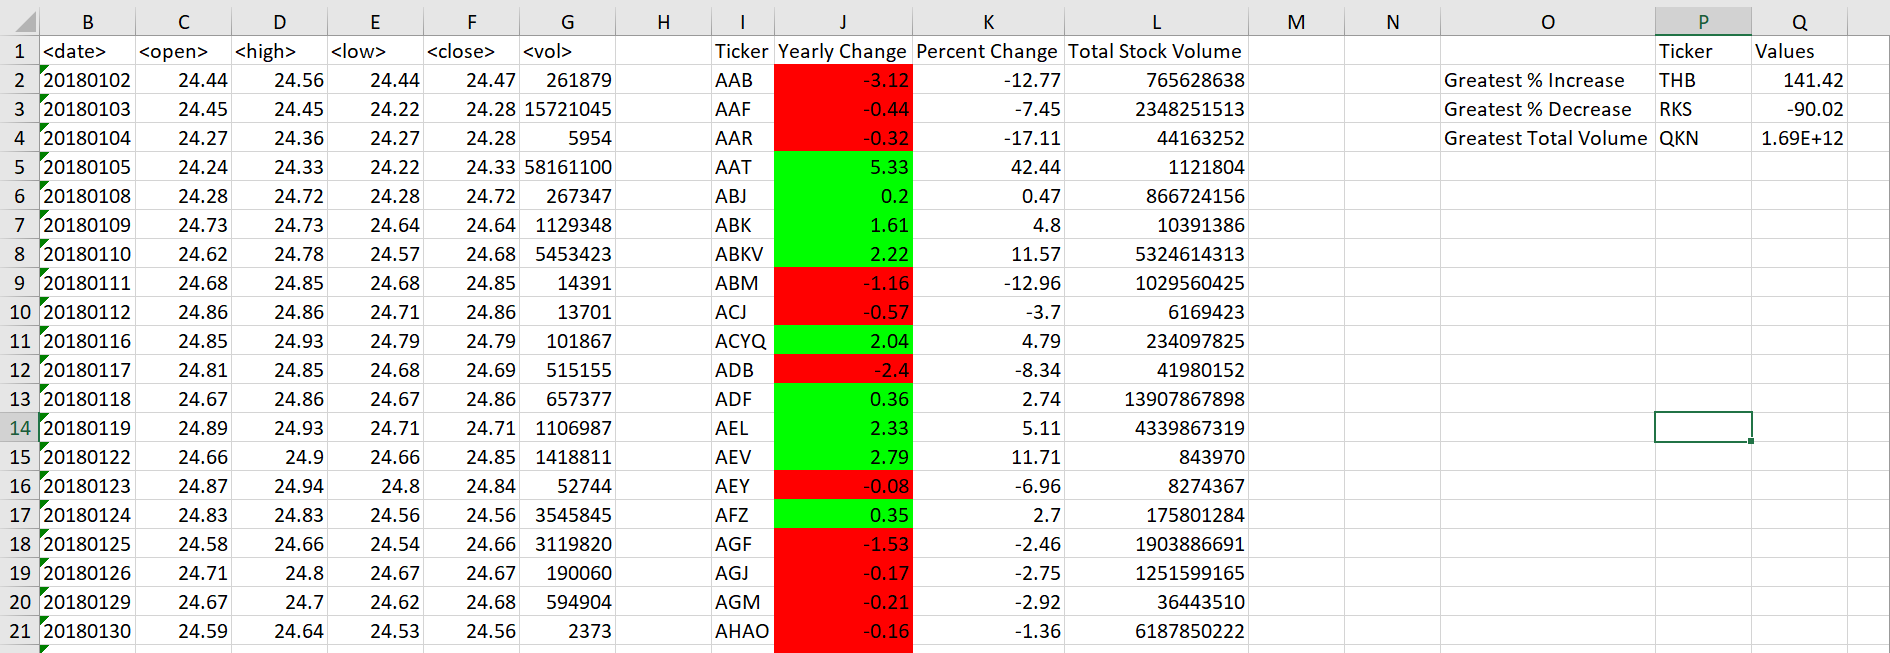 B C D E F G H I J K L M N O P Q
1 <date> <open> <high> <low> <close> <vol> Ticker Yearly Change Percent Change Total Stock Volume Ticker Values
2 20180102 24.44 24.56 24.44 24.47 261879 AAB -3.12 -12.77 765628638 Greatest % Increase THB 141.42
3 20180103 24.45 24.45 24.22 24.28 15721045 AAF -0.44 -7.45 2348251513 Greatest % Decrease RKS -90.02
4 20180104 24.27 24.36 24.27 24.28 5954 AAR -0.32 -17.11 44163252 Greatest Total Volume QKN 1.69E+12
5 20180105 24.24 24.33 24.22 24.33 58161100 AAT 5.33 42.44 1121804
6 20180108 24.28 24.72 24.28 24.72 267347 ABJ 0.2 0.47 866724156
7 20180109 24.73 24.73 24.64 24.64 1129348 ABK 1.61 4.8 10391386
8 20180110 24.62 24.78 24.57 24.68 5453423 ABKV 2.22 11.57 5324614313
9 20180111 24.68 24.85 24.68 24.85 14391 ABM -1.16 -12.96 1029560425
10 20180112 24.86 24.86 24.71 24.86 13701 ACJ -0.57 -3.7 6169423
11 20180116 24.85 24.93 24.79 24.79 101867 ACYQ 2.04 4.79 234097825
12 20180117 24.81 24.85 24.68 24.69 515155 ADB -2.4 -8.34 41980152
13 20180118 24.67 24.86 24.67 24.86 657377 ADF 0.36 2.74 13907867898
14 20180119 24.89 24.93 24.71 24.71 1106987 AEL 2.33 5.11 4339867319
15 20180122 24.66 24.9 24.66 24.85 1418811 AEV 2.79 11.71 843970
16 20180123 24.87 24.94 24.8 24.84 52744 AEY -0.08 -6.96 8274367
17 20180124 24.83 24.83 24.56 24.56 3545845 AFZ 0.35 2.7 175801284
18 20180125 24.58 24.66 24.54 24.66 3119820 AGF -1.53 -2.46 1903886691
19 20180126 24.71 24.8 24.67 24.67 190060 AGJ -0.17 -2.75 1251599165
20 20180129 24.67 24.7 24.62 24.68 594904 AGM -0.21 -2.92 36443510
21 20180130 24.59 24.64 24.53 24.56 2373 AHAO -0.16 -1.36 6187850222